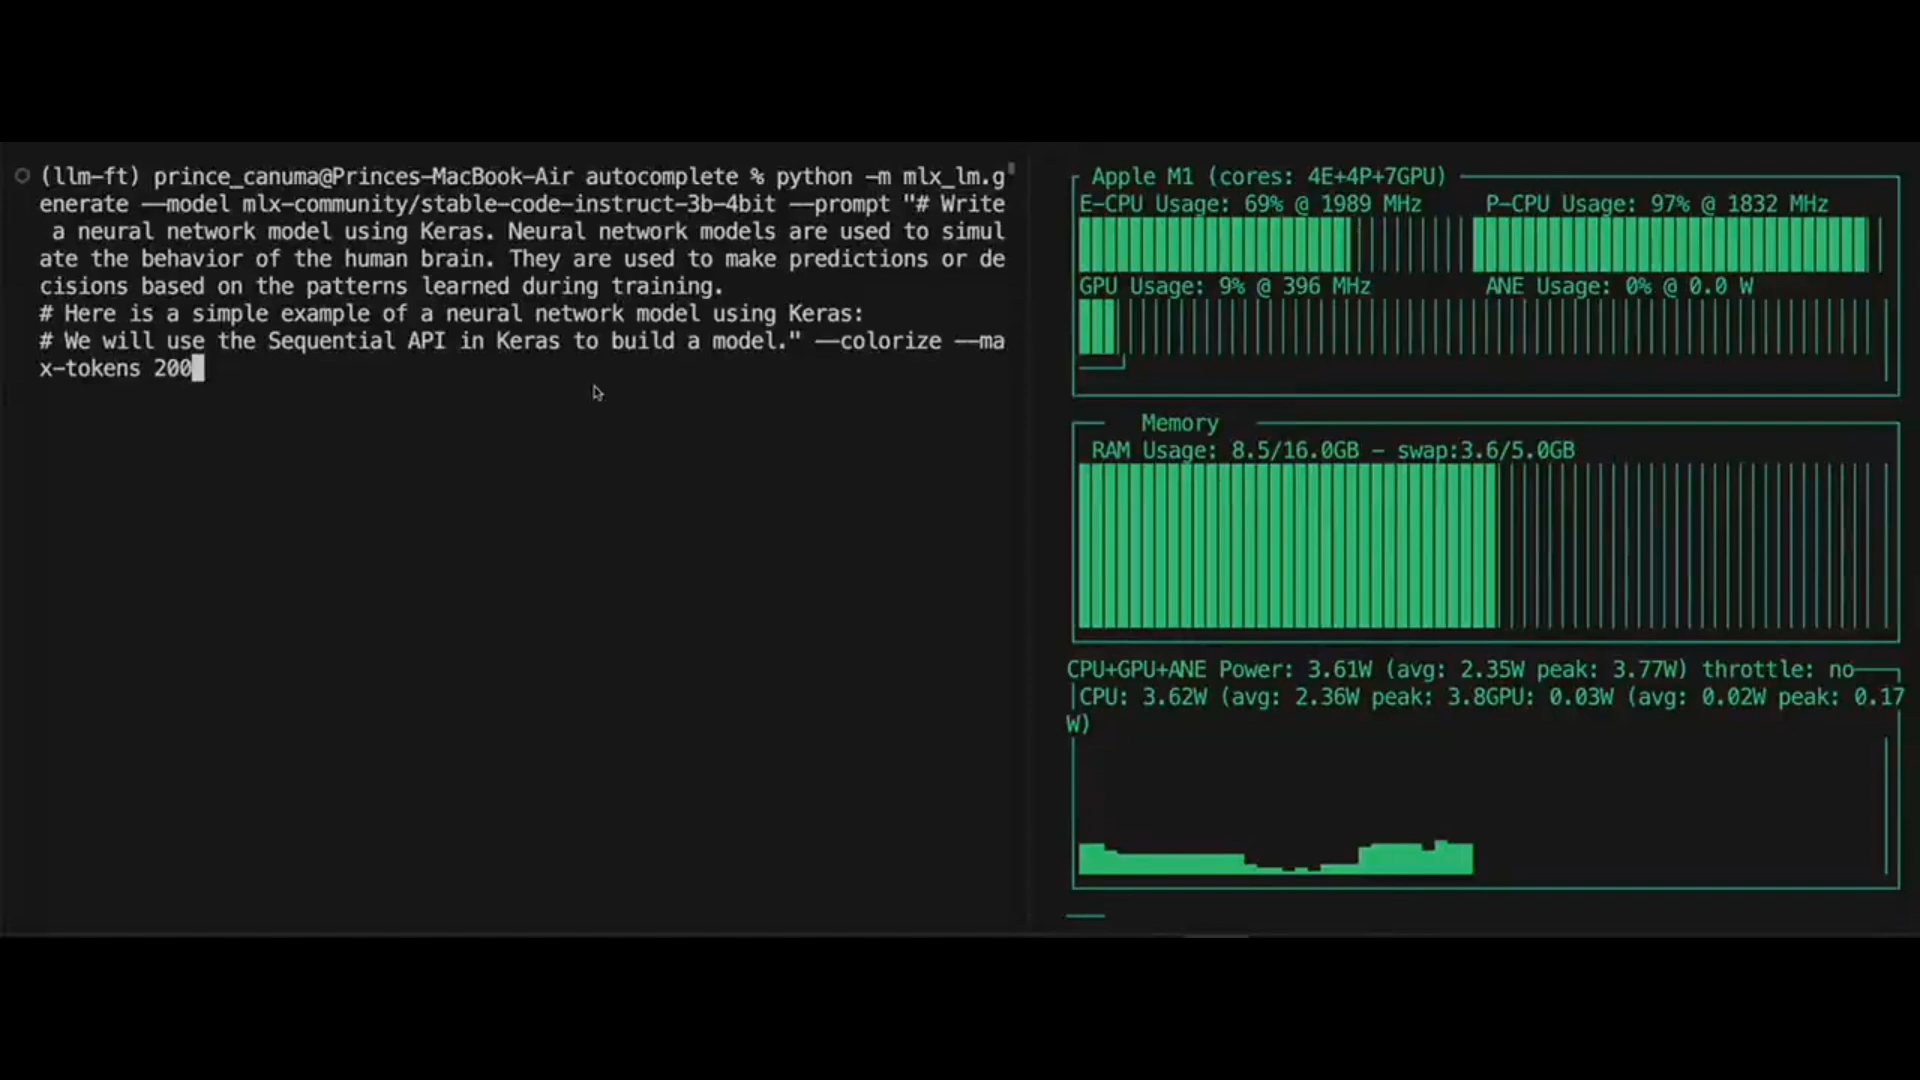 (llm-ft) prince_canuma@Princes-MacBook-Air autocomplete % python -m mlx_lm.g
enerate --model mlx-community/stable-code-instruct-3b-4bit --prompt "# Write
 a neural network model using Keras. Neural network models are used to simul
ate the behavior of the human brain. They are used to make predictions or de
cisions based on the patterns learned during training.
# Here is a simple example of a neural network model using Keras:
# We will use the Sequential API in Keras to build a model." --colorize --ma
x-tokens 200
Apple M1 (cores: 4E+4P+7GPU)
E-CPU Usage: 69% @ 1989 MHz
P-CPU Usage: 97% @ 1832 MHz
GPU Usage: 9% @ 396 MHz
ANE Usage: 0% @ 0.0 W
Memory
RAM Usage: 8.5/16.0GB - swap:3.6/5.0GB
CPU+GPU+ANE Power: 3.61W (avg: 2.35W peak: 3.77W) throttle: no
CPU: 3.62W (avg: 2.36W peak: 3.8GPU: 0.03W (avg: 0.02W peak: 0.17
W)